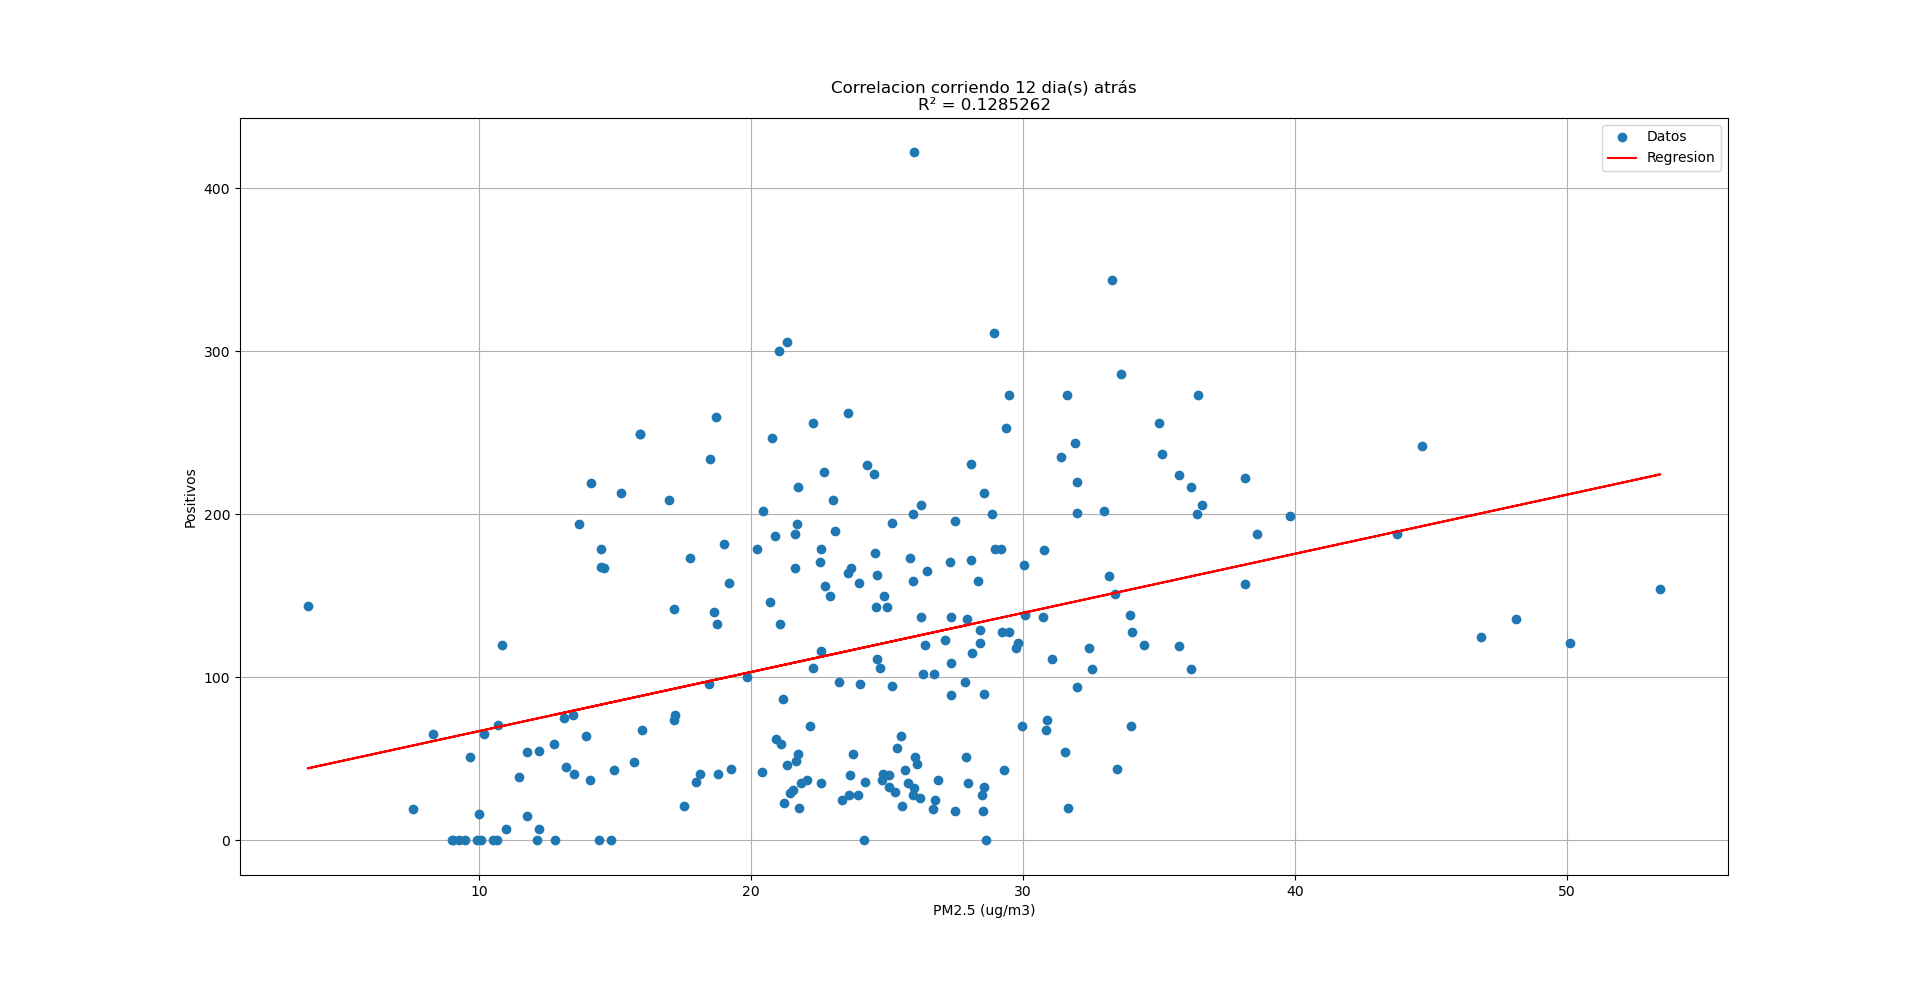 Correlacion corriendo 12 dia(s) atrás
R² = 0.1285262
Datos
Regresion
400
300
200
100
0
Positivos
10
20
30
40
50
PM2.5 (ug/m3)